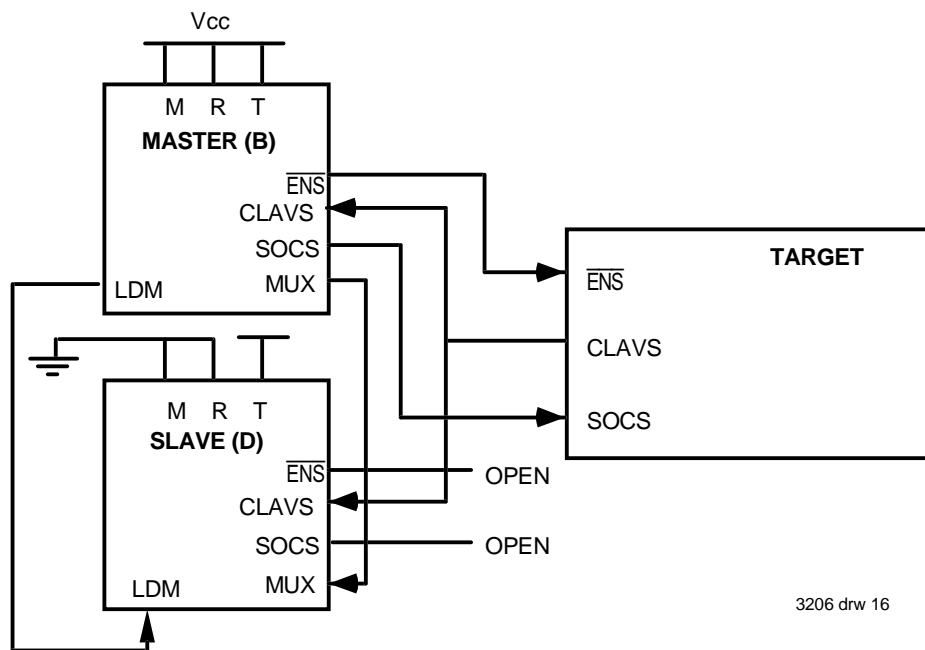 Vcc
M R T
MASTER (B)
ENS
CLAVS
SOCS
MUX
LDM
TARGET
ENS
CLAVS
SOCS
M R T
SLAVE (D)
ENS
OPEN
CLAVS
SOCS
OPEN
LDM
MUX
3206 drw 16